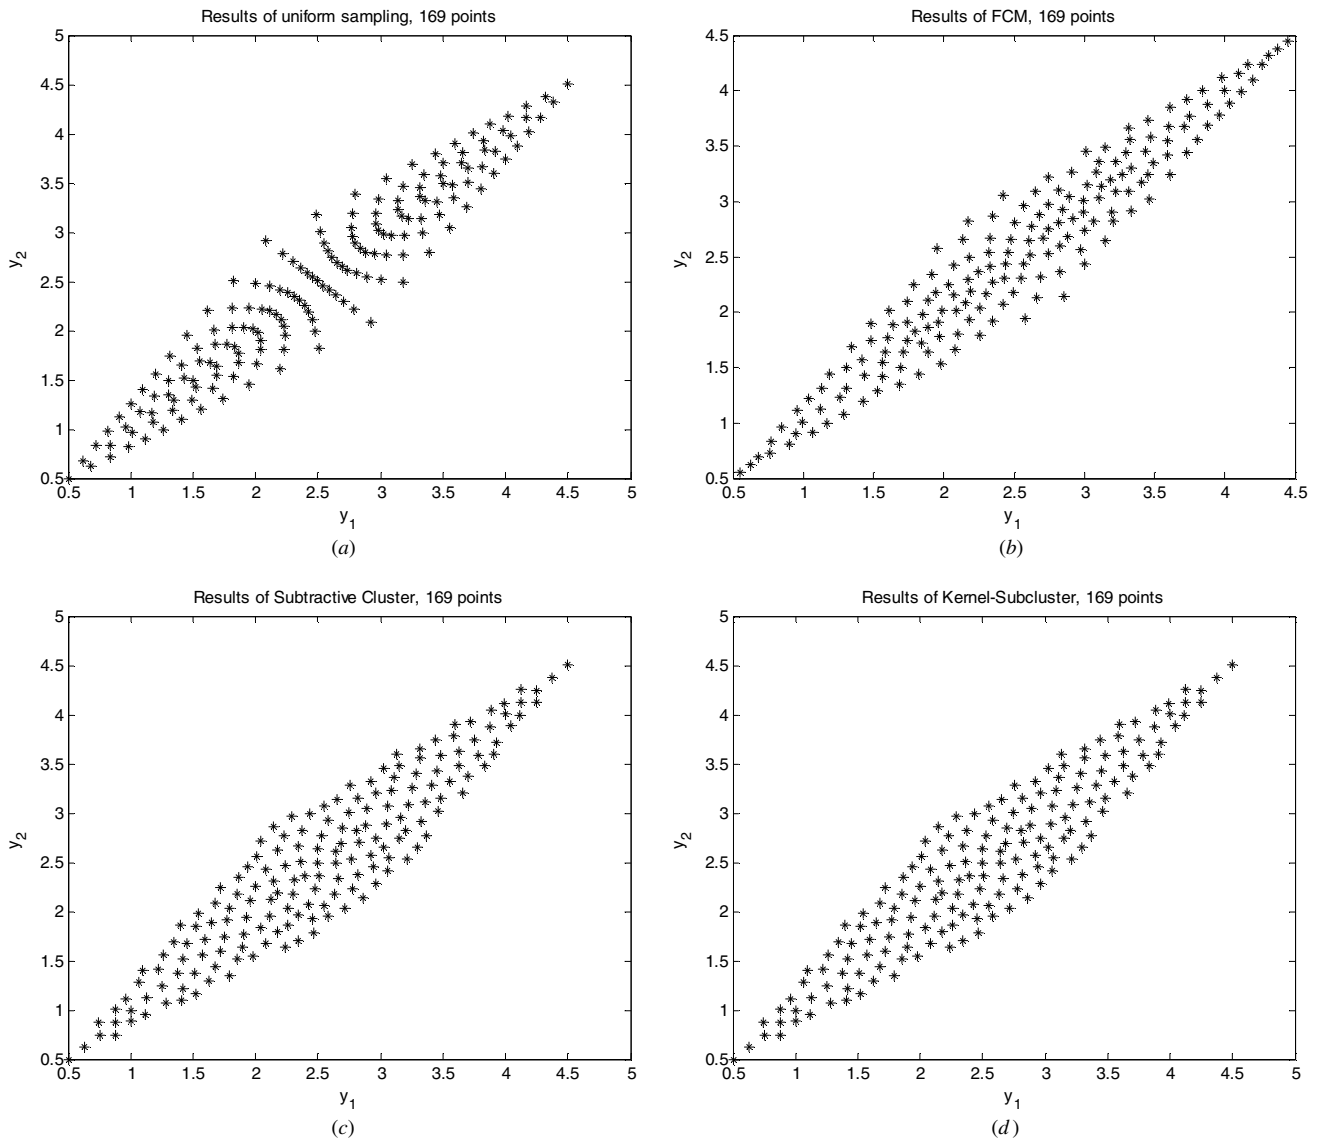 Results of uniform sampling, 169 points
5
4.5
4
3.5
3
2.5
2
1.5
1
0.5
y2
0.5 1 1.5 2 2.5 3 3.5 4 4.5 5
y1
(a)
Results of FCM, 169 points
4.5
4
3.5
3
2.5
2
1.5
1
0.5
y2
0.5 1 1.5 2 2.5 3 3.5 4 4.5
y1
(b)
Results of Subtractive Cluster, 169 points
5
4.5
4
3.5
3
2.5
2
1.5
1
0.5
y2
0.5 1 1.5 2 2.5 3 3.5 4 4.5 5
y1
(c)
Results of Kernel-Subcluster, 169 points
5
4.5
4
3.5
3
2.5
2
1.5
1
0.5
y2
0.5 1 1.5 2 2.5 3 3.5 4 4.5 5
y1
(d)